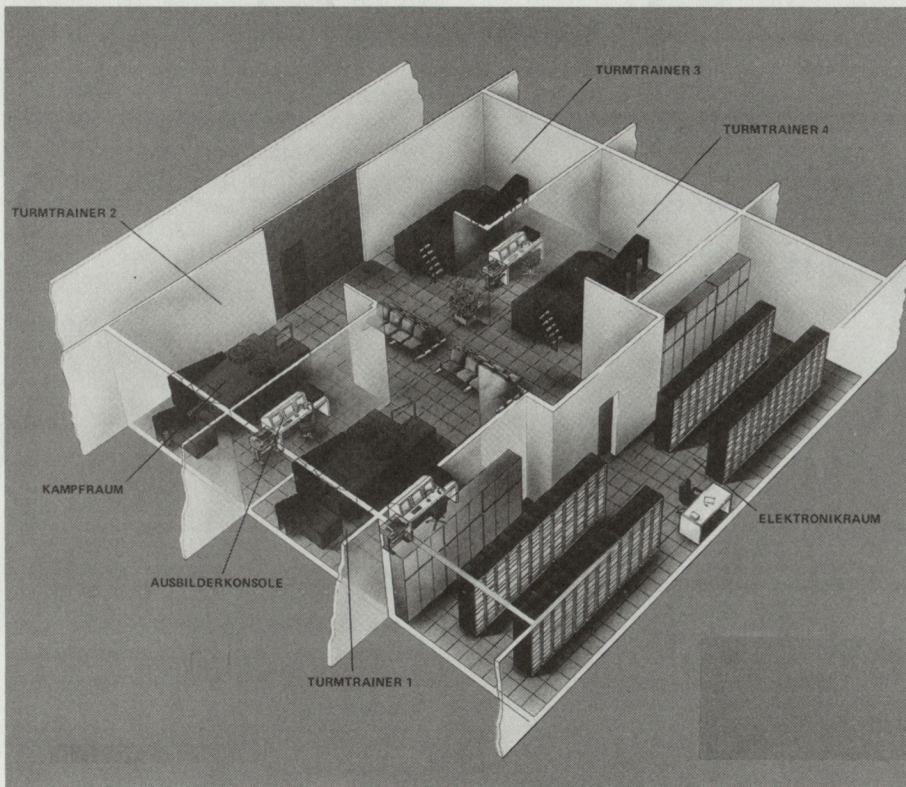 TURMTRAINER 3
TURMTRAINER 4
TURMTRAINER 2
KAMPFRAUM
ELEKTRONIKRAUM
AUSBILDERKONSOLE
TURMTRAINER 1